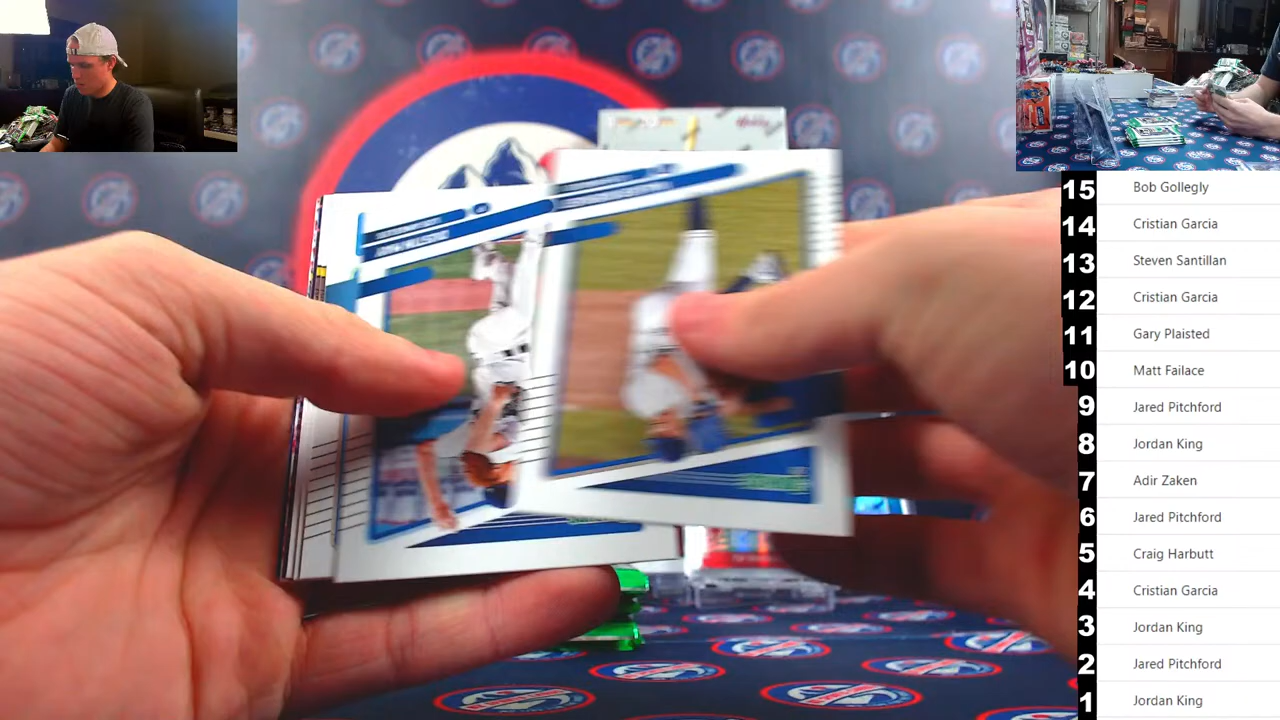 15 Bob Gollegly
14 Cristian Garcia
13 Steven Santillan
12 Cristian Garcia
11 Gary Plaisted
10 Matt Failace
9 Jared Pitchford
8 Jordan King
7 Adir Zaken
6 Jared Pitchford
5 Craig Harbutt
4 Cristian Garcia
3 Jordan King
2 Jared Pitchford
1 Jordan King